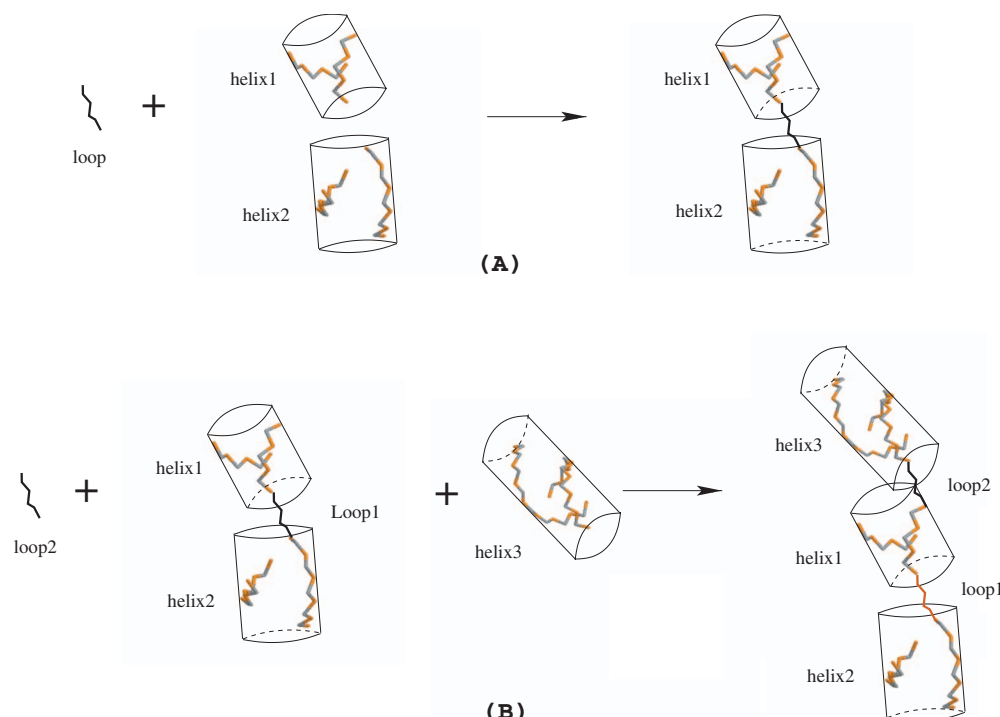 +
helix1
helix1
loop
helix2
helix2
(A)
helix3
helix1
+
+
Loop1
loop2
loop2
helix3
helix1
loop1
helix2
helix2
(B)